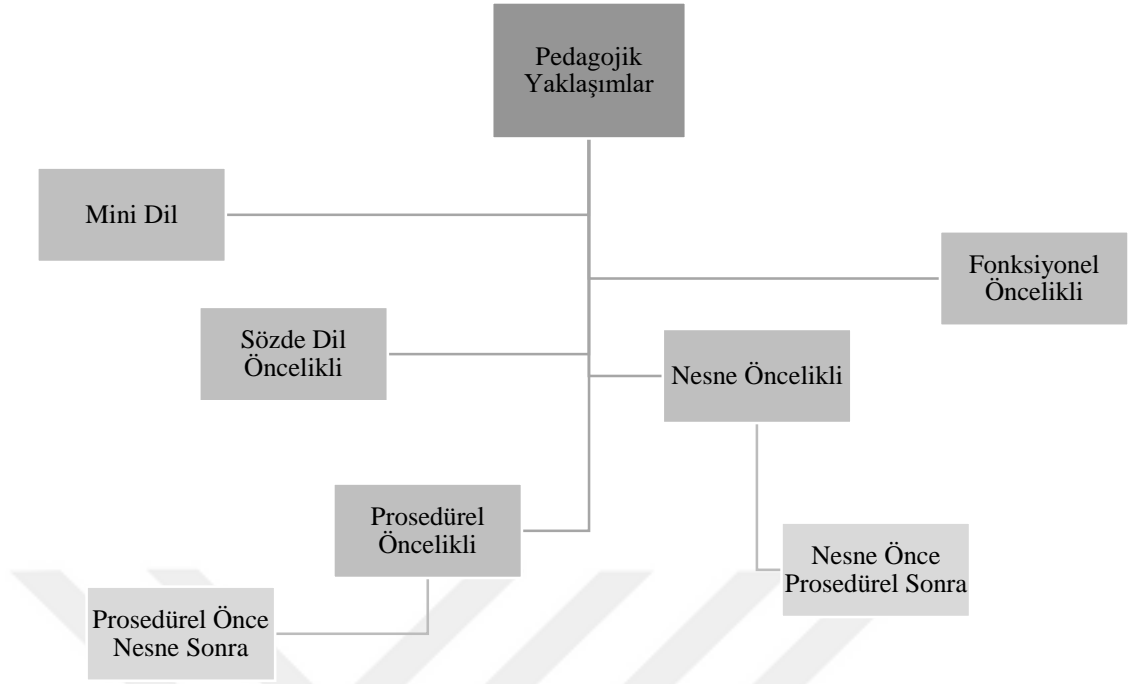 Pedagojik
Yaklaşımlar
Mini Dil
Fonksiyonel
Öncelikli
Sözde Dil
Öncelikli
Nesne Öncelikli
Prosedürel
Öncelikli
Nesne Önce
Prosedürel Sonra
Prosedürel Önce
Nesne Sonra